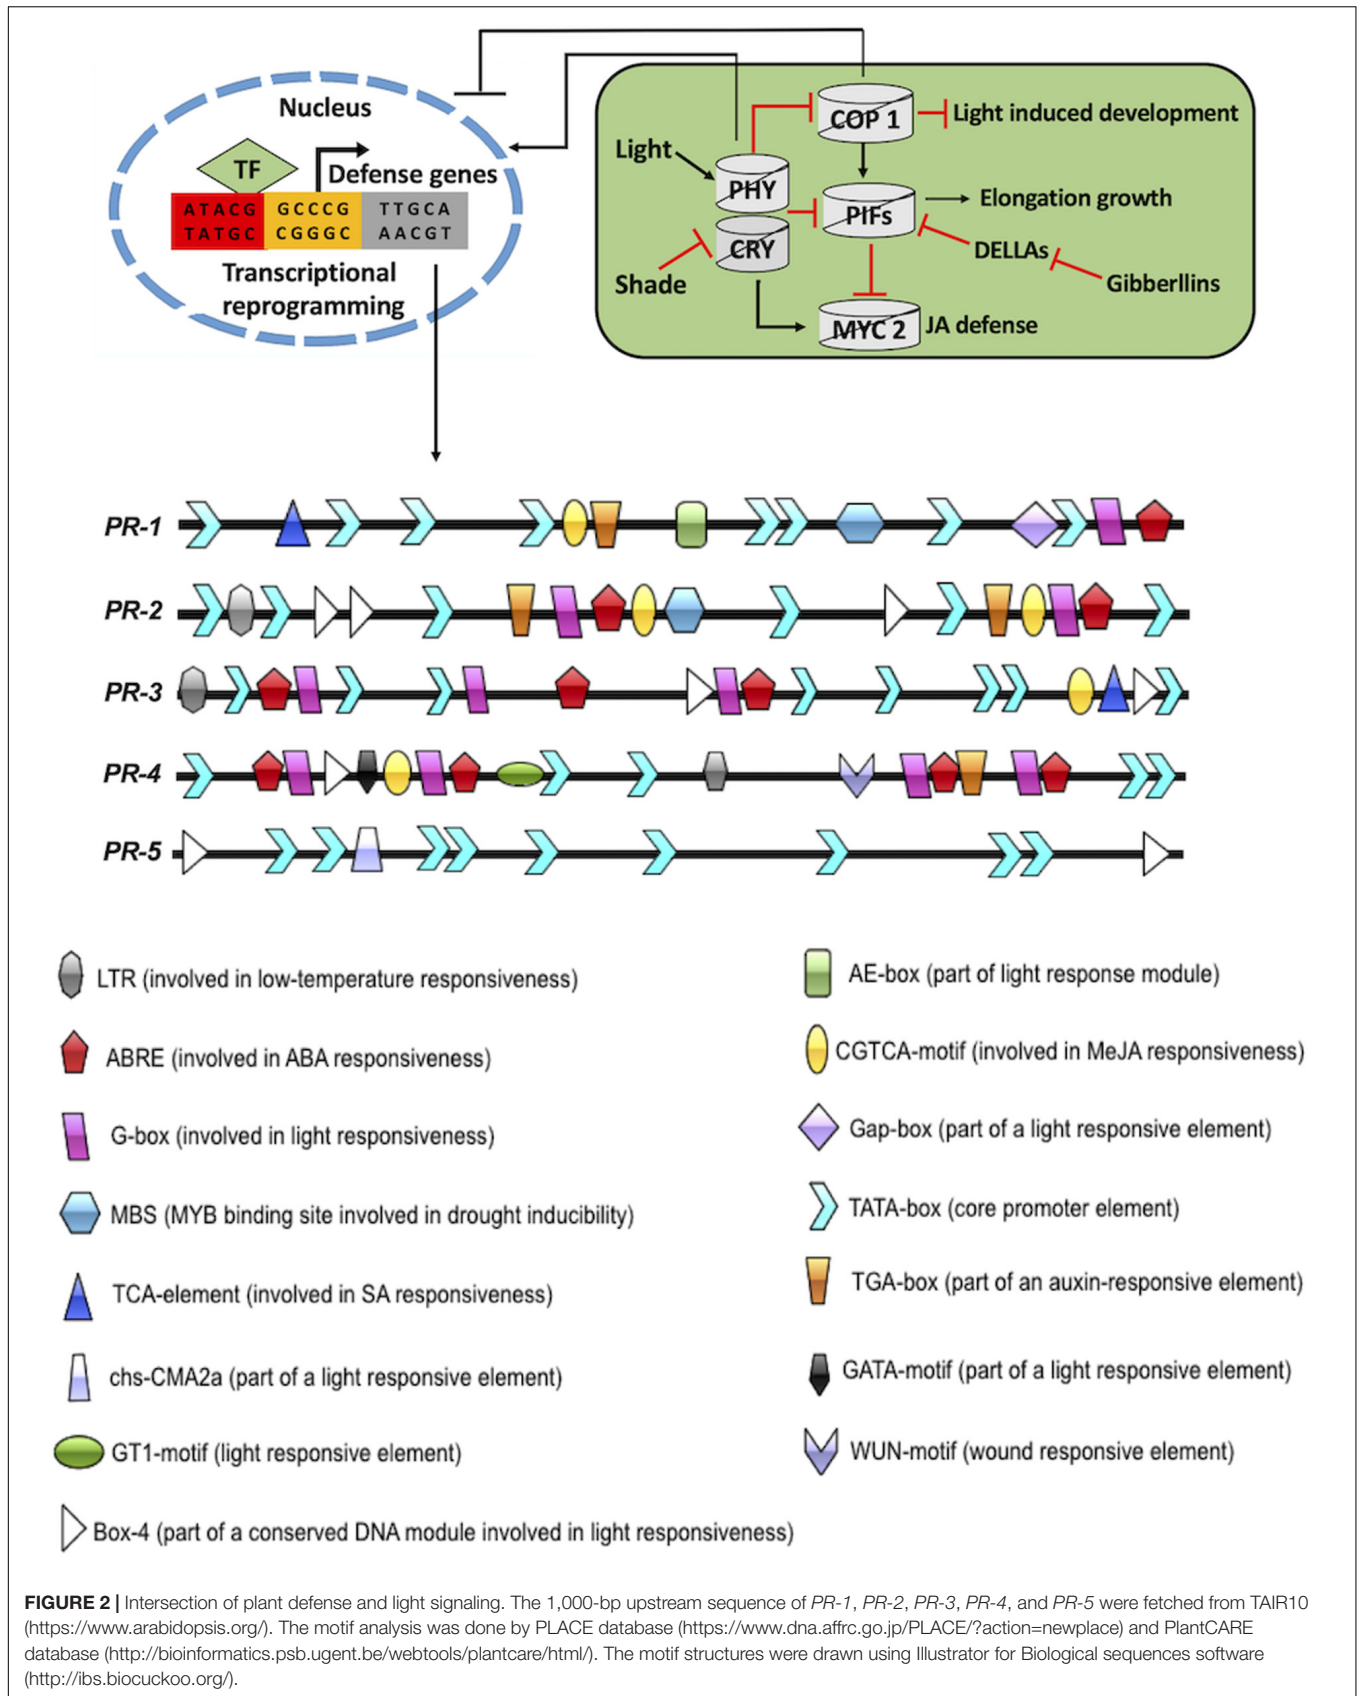 Nucleus
TF
Defense genes
ATACG GCCCG TTGCA
TATGC CGGGC AACGT
Transcriptional
reprogramming
COP 1
Light induced development
Light
PHY
PIFs
Elongation growth
CRY
DELLAs
Shade
Gibberllins
MYC 2
JA defense
PR-1
PR-2
PR-3
PR-4
PR-5
LTR (involved in low-temperature responsiveness)
ABRE (involved in ABA responsiveness)
G-box (involved in light responsiveness)
MBS (MYB binding site involved in drought inducibility)
TCA-element (involved in SA responsiveness)
chs-CMA2a (part of a light responsive element)
GT1-motif (light responsive element)
Box-4 (part of a conserved DNA module involved in light responsiveness)
AE-box (part of light response module)
CGTCA-motif (involved in MeJA responsiveness)
Gap-box (part of a light responsive element)
TATA-box (core promoter element)
TGA-box (part of an auxin-responsive element)
GATA-motif (part of a light responsive element)
WUN-motif (wound responsive element)
FIGURE 2 | Intersection of plant defense and light signaling. The 1,000-bp upstream sequence of PR-1, PR-2, PR-3, PR-4, and PR-5 were fetched from TAIR10
(https://www.arabidopsis.org/). The motif analysis was done by PLACE database (https://www.dna.affrc.go.jp/PLACE/?action=newplace) and PlantCARE
database (http://bioinformatics.psb.ugent.be/webtools/plantcare/html/). The motif structures were drawn using Illustrator for Biological sequences software
(http://ibs.biocuckoo.org/).